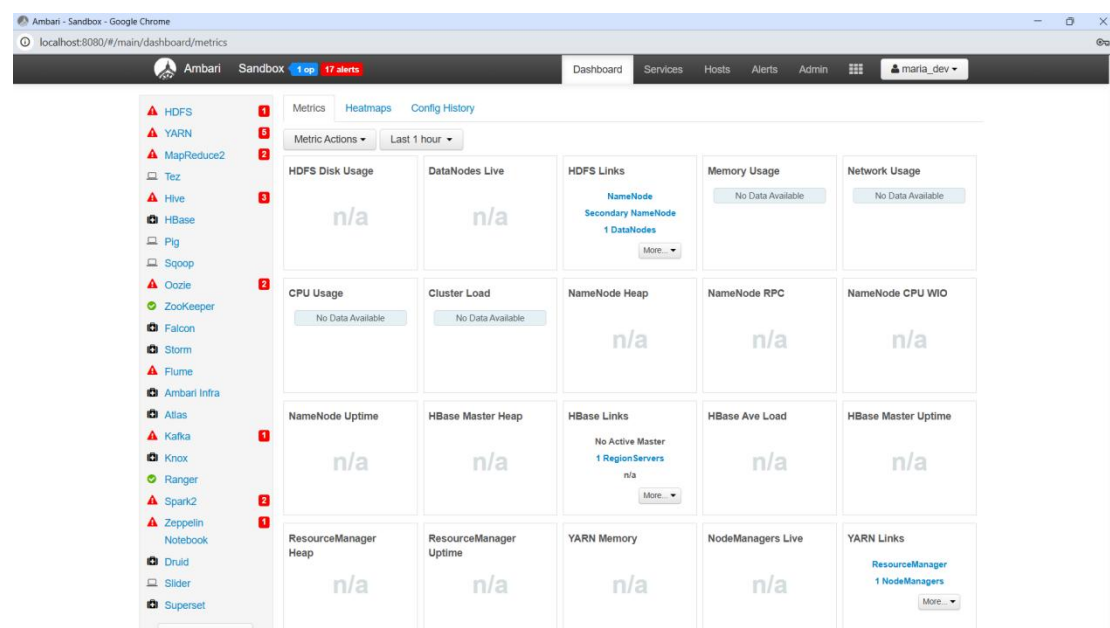 Ambari - Sandbox - Google Chrome
localhost:8080/#/main/dashboard/metrics
Ambari Sandbox 1 op 17 alerts Dashboard Services Hosts Alerts Admin maria_dev
HDFS 1
YARN 5
MapReduce2 2
Tez
Hive 3
HBase
Pig
Sqoop
Oozie 2
ZooKeeper
Falcon
Storm
Flume
Ambari Infra
Atlas
Kafka 1
Knox
Ranger
Spark2 2
Zeppelin 1
Notebook
Druid
Slider
Superset
Metrics Heatmaps Config History
Metric Actions Last 1 hour
HDFS Disk Usage
n/a
DataNodes Live
n/a
HDFS Links
NameNode
Secondary NameNode
1 DataNodes
More...
Memory Usage
No Data Available
Network Usage
No Data Available
CPU Usage
No Data Available
Cluster Load
No Data Available
NameNode Heap
n/a
NameNode RPC
n/a
NameNode CPU WIO
n/a
NameNode Uptime
n/a
HBase Master Heap
n/a
HBase Links
No Active Master
1 RegionServers
n/a
More...
HBase Ave Load
n/a
HBase Master Uptime
n/a
ResourceManager
Heap
n/a
ResourceManager
Uptime
n/a
YARN Memory
n/a
NodeManagers Live
n/a
YARN Links
ResourceManager
1 NodeManagers
More...